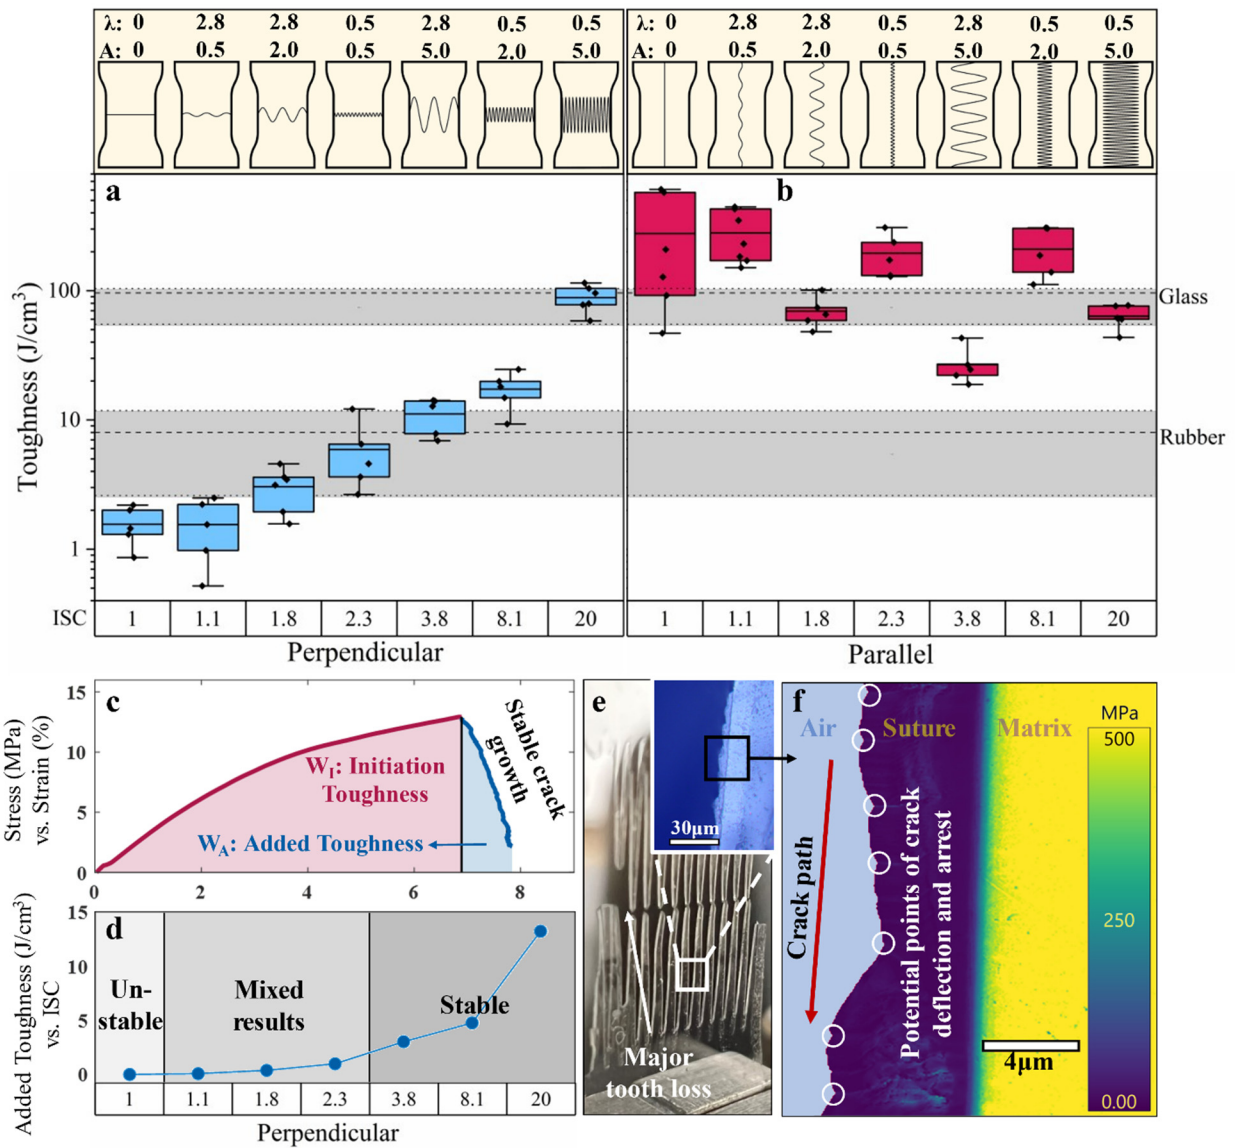 λ: 0 2.8 2.8 0.5 2.8 0.5 0.5
A: 0 0.5 2.0 0.5 5.0 2.0 5.0
λ: 0 2.8 2.8 0.5 2.8 0.5 0.5
A: 0 0.5 2.0 0.5 5.0 2.0 5.0
a
b
Toughness (J/cm³)
100
10
1
Glass
Rubber
ISC 1 1.1 1.8 2.3 3.8 8.1 20
1 1.1 1.8 2.3 3.8 8.1 20
Perpendicular
Parallel
c
Stress (MPa)
vs. Strain (%)
15
10
5
0
0 2 4 6 8
W_I: Initiation
Toughness
W_A: Added Toughness
Stable crack
growth
d
Added Toughness (J/cm³)
vs. ISC
15
10
5
0
Un-
stable
Mixed
results
Stable
1 1.1 1.8 2.3 3.8 8.1 20
Perpendicular
e
30μm
Major
tooth loss
f
Air
Suture
Matrix
Crack path
Potential points of crack
deflection and arrest
4μm
MPa
500
250
0.00